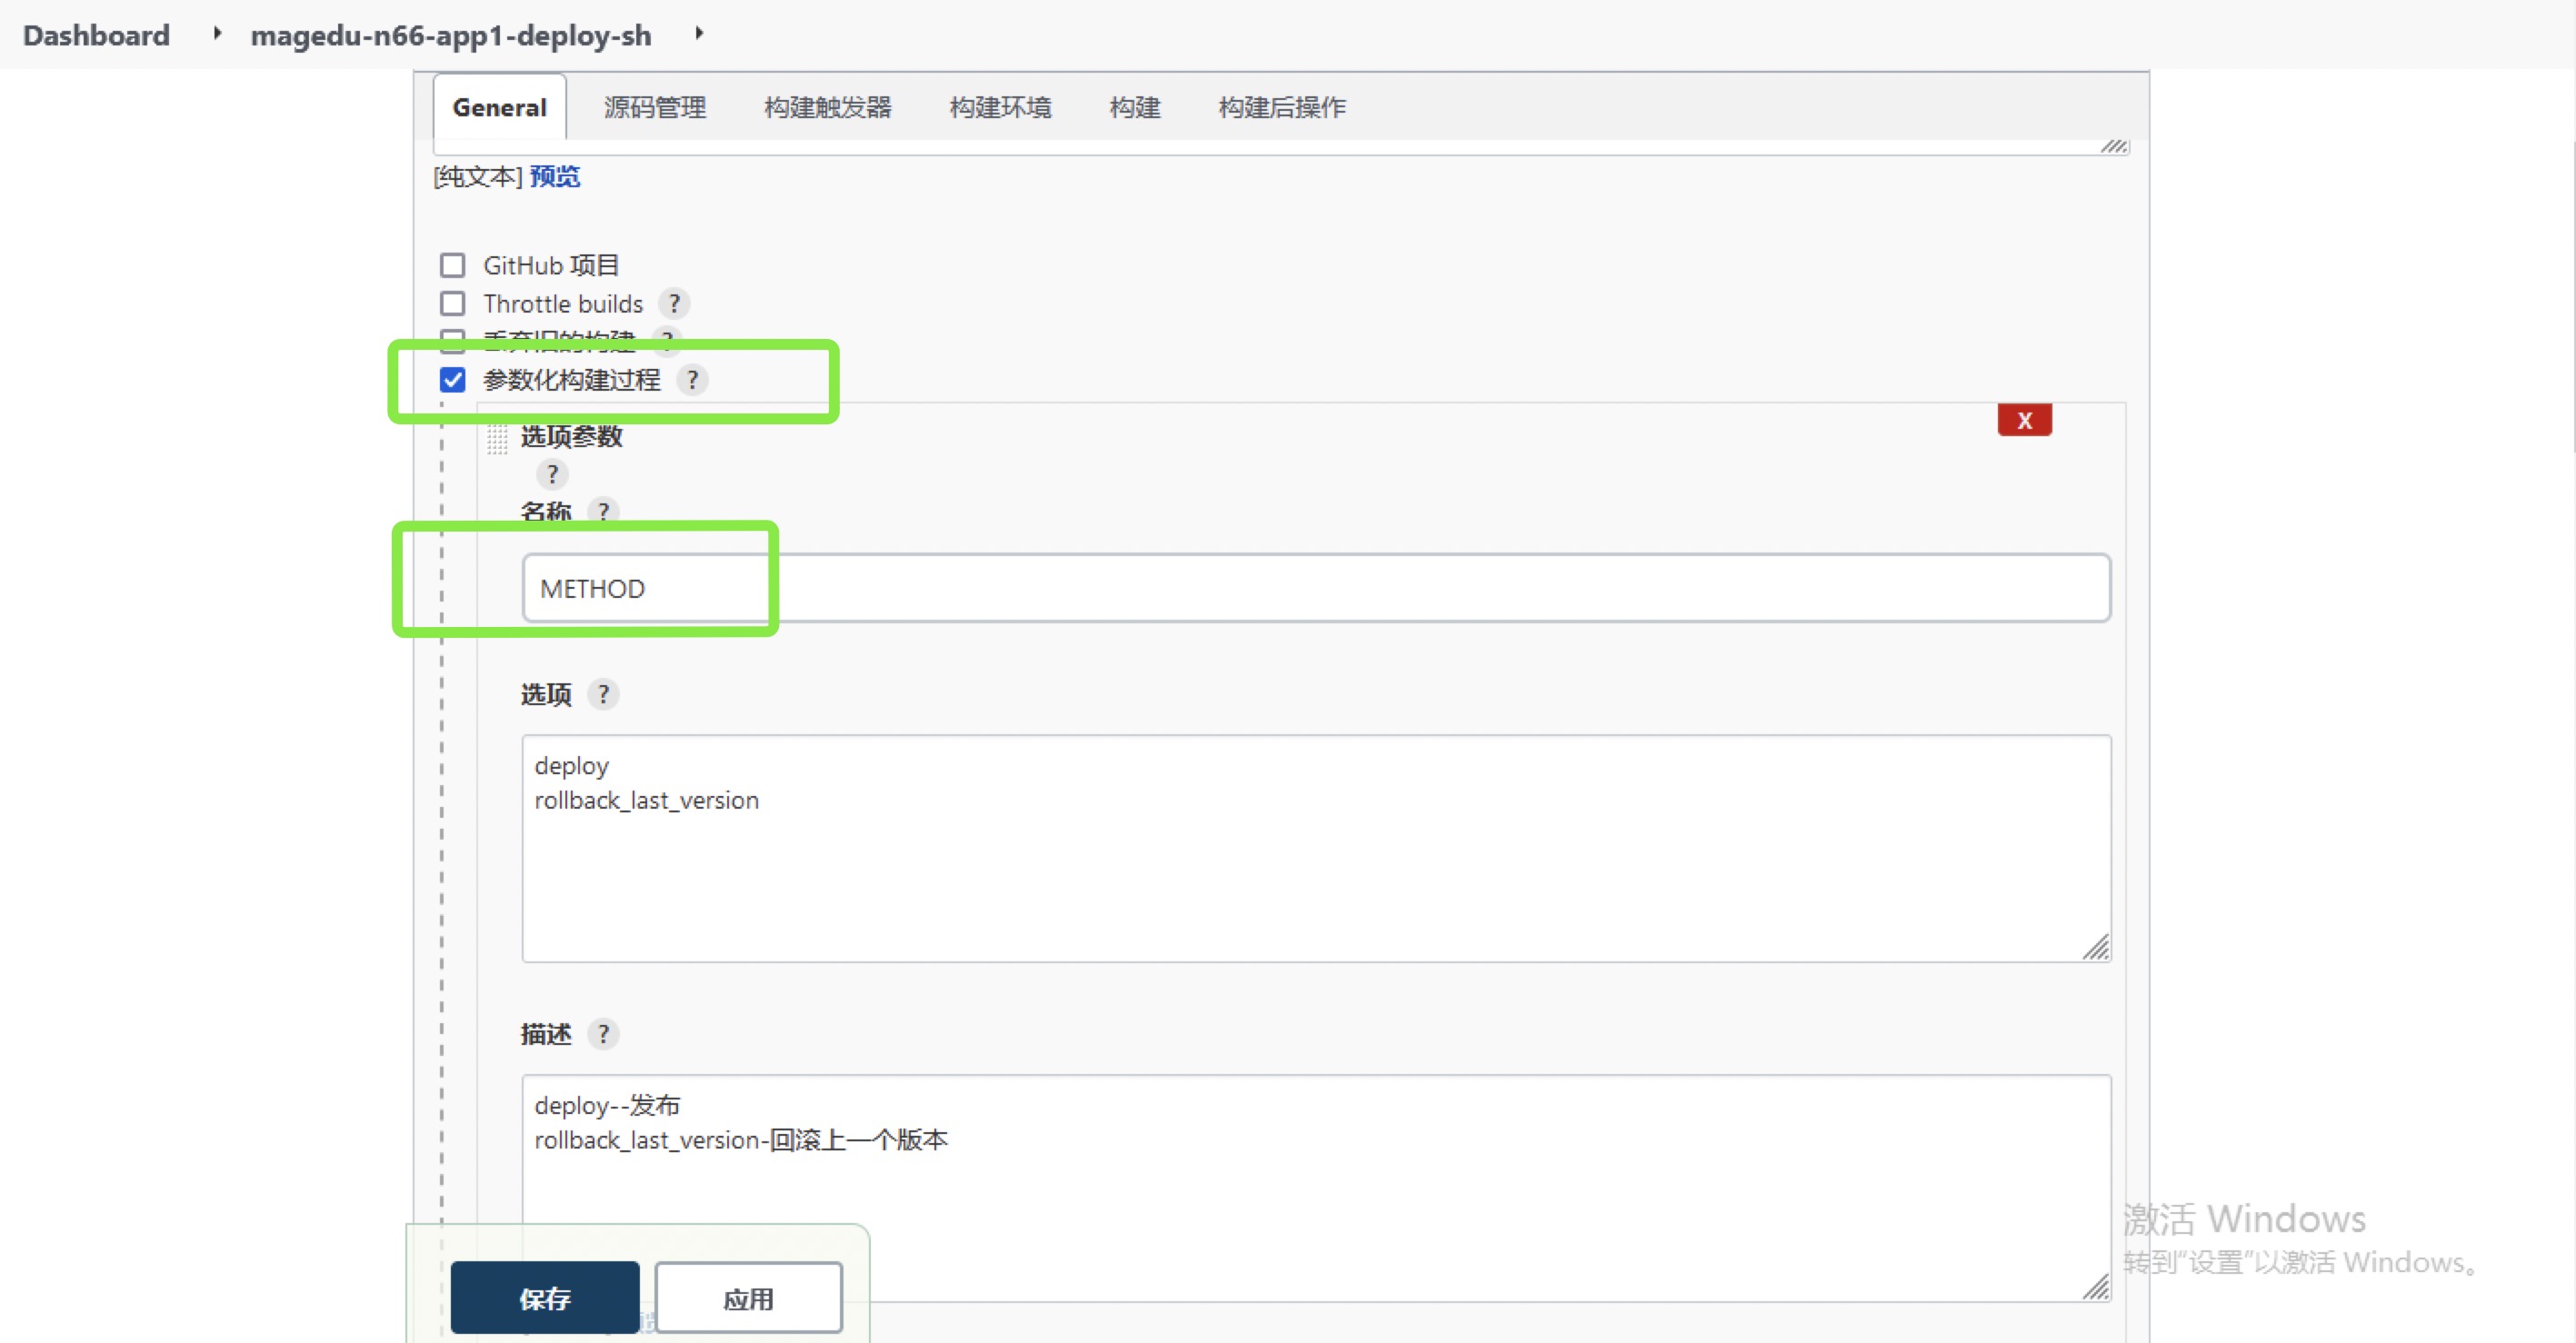 Dashboard magedu-n66-app1-deploy-sh
General 源码管理 构建触发器 构建环境 构建 构建后操作
[纯文本] 预览
GitHub 项目
Throttle builds ?
丢弃旧的构建 ?
参数化构建过程 ?
X
选项参数
?
名称 ?
METHOD
选项 ?
deploy
rollback_last_version
描述 ?
deploy--发布
rollback_last_version-回滚上一个版本
激活 Windows
转到“设置”以激活 Windows。
保存 应用